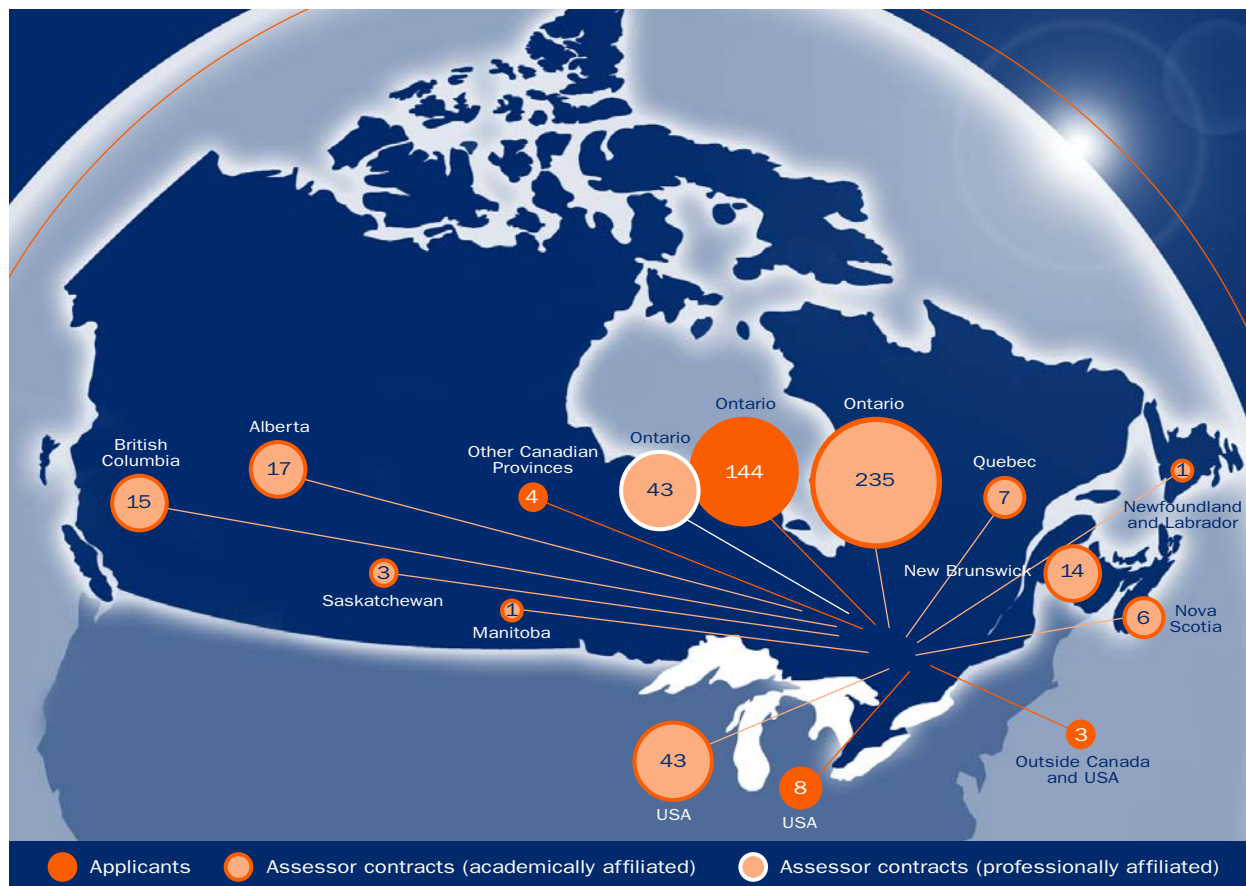 Ontario
144
Ontario
235
Ontario
43
Alberta
17
British
Columbia
15
Other Canadian
Provinces
4
Quebec
7
1
Newfoundland
and Labrador
Saskatchewan
3
Manitoba
1
New Brunswick
14
6
Nova
Scotia
43
USA
8
USA
3
Outside Canada
and USA
Applicants
Assessor contracts (academically affiliated)
Assessor contracts (professionally affiliated)